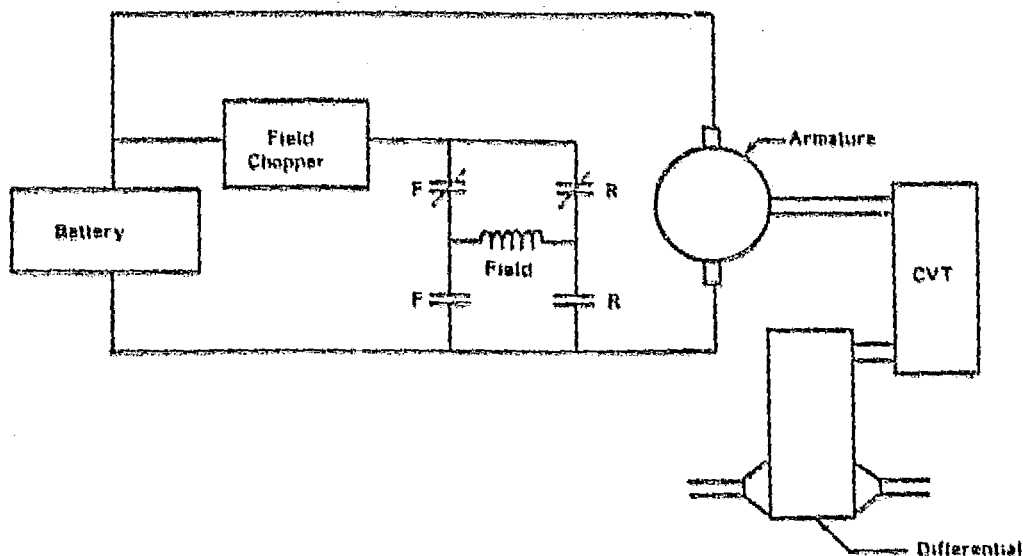 Armature
Field
Chopper
F
R
Battery
Field
CVT
F
R
Differential